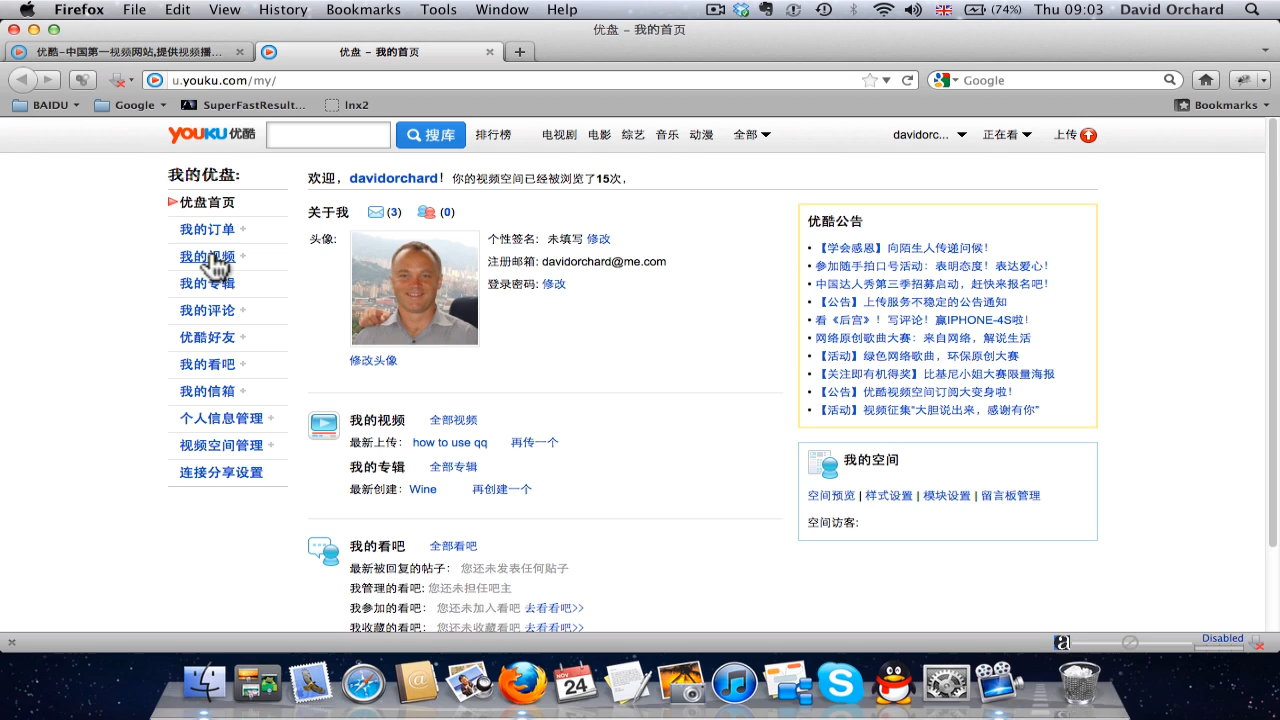 Firefox File Edit View History Bookmarks Tools Window Help (74%) Thu 09:03 David Orchard
优盘 - 我的首页
优酷-中国第一视频网站,提供视频播... 优盘 - 我的首页
u.youku.com/my/ Google
BAIDU Google SuperFastResult... lnx2 Bookmarks
YOUKU 优酷 搜库 排行榜 电视剧 电影 综艺 音乐 动漫 全部 davidorc... 正在看 上传
我的优盘:
优盘首页
我的订单
我的视频
我的专辑
我的评论
优酷好友
我的看吧
我的信箱
个人信息管理
视频空间管理
连接分享设置
欢迎, davidorchard! 你的视频空间已经被浏览了15次,
关于我 (3) (0)
头像:
个性签名: 未填写 修改
注册邮箱: davidorchard@me.com
登录密码: 修改
修改头像
我的视频 全部视频
最新上传: how to use qq 再传一个
我的专辑 全部专辑
最新创建: Wine 再创建一个
我的看吧 全部看吧
最新被回复的帖子: 您还未发表任何贴子
我管理的看吧: 您还未担任吧主
我参加的看吧: 您还未加入看吧 去看看吧>>
我收藏的看吧: 您还未收藏看吧 去看看吧>>
优酷公告
• 【学会感恩】向陌生人传递问候!
• 参加随手拍口号活动: 表明态度! 表达爱心!
• 中国达人秀第三季招募启动, 赶快来报名吧!
• 【公告】上传服务不稳定的公告通知
• 看《后宫》! 写评论! 赢IPHONE-4S啦!
• 网络原创歌曲大赛: 来自网络, 解说生活
• 【活动】绿色网络歌曲, 环保原创大赛
• 【关注即有机得奖】比基尼小姐大赛限量海报
• 【公告】优酷视频空间订阅大变身啦!
• 【活动】视频征集“大胆说出来, 感谢有你”
我的空间
空间预览 | 样式设置 | 模块设置 | 留言板管理
空间访客:
Disabled
NOV
24